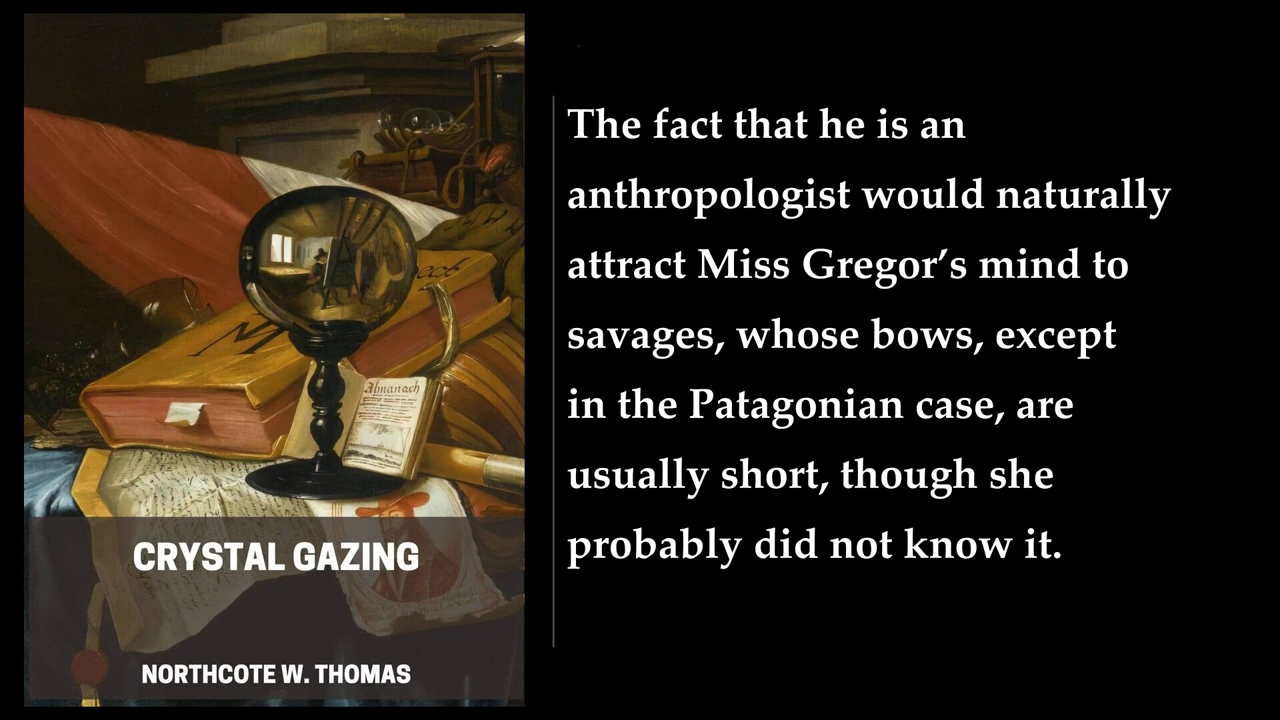 Almanach
CRYSTAL GAZING
NORTHCOTE W. THOMAS
The fact that he is an
anthropologist would naturally
attract Miss Gregor’s mind to
savages, whose bows, except
in the Patagonian case, are
usually short, though she
probably did not know it.